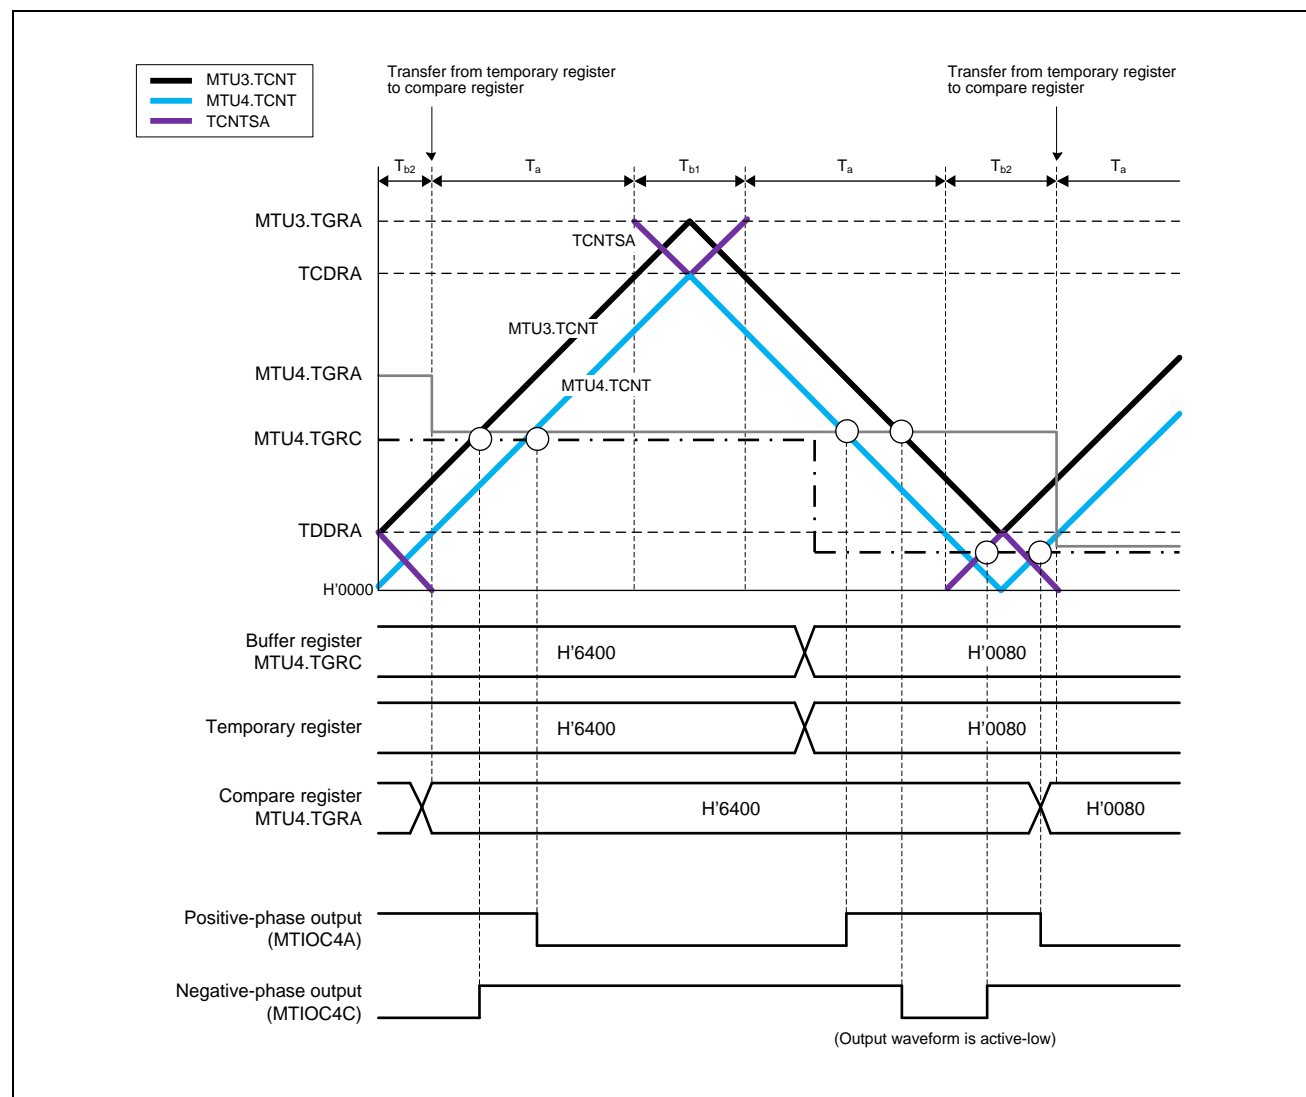 MTU3.TCNT
MTU4.TCNT
TCNTSA
Transfer from temporary register
to compare register
Transfer from temporary register
to compare register
Tb2
Ta
Tb1
Ta
Tb2
Ta
MTU3.TGRA
TCNTSA
TCDRA
MTU3.TCNT
MTU4.TGRA
MTU4.TCNT
MTU4.TGRC
TDDRA
H'0000
Buffer register
MTU4.TGRC
H'6400
H'0080
Temporary register
H'6400
H'0080
Compare register
MTU4.TGRA
H'6400
H'0080
Positive-phase output
(MTIOC4A)
Negative-phase output
(MTIOC4C)
(Output waveform is active-low)